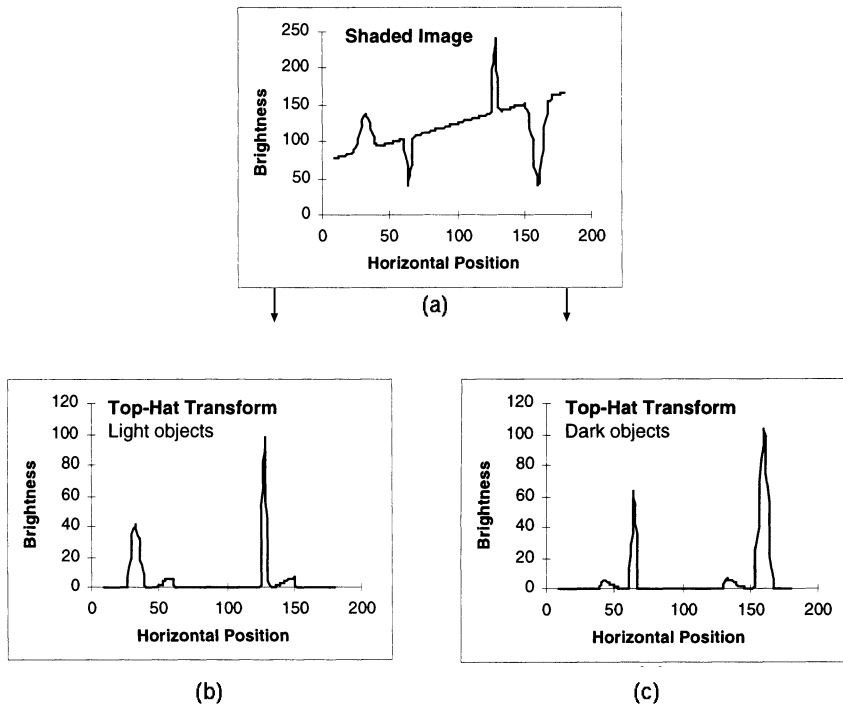 Shaded Image
250
200
150
100
50
0
Brightness
0 50 100 150 200
Horizontal Position
(a)
Top-Hat Transform
Light objects
120
100
80
60
40
20
0
Brightness
0 50 100 150 200
Horizontal Position
(b)
Top-Hat Transform
Dark objects
120
100
80
60
40
20
0
Brightness
0 50 100 150 200
Horizontal Position
(c)